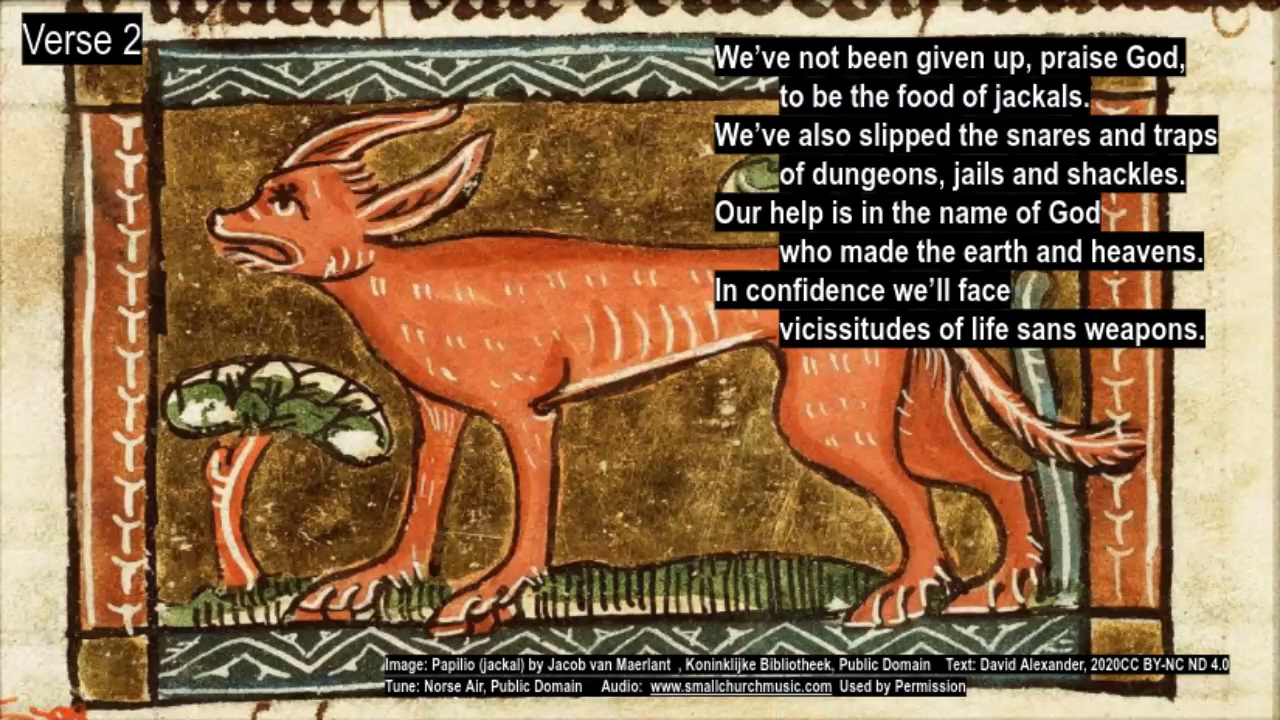 Verse 2
We’ve not been given up, praise God,
to be the food of jackals.
We’ve also slipped the snares and traps
of dungeons, jails and shackles.
Our help is in the name of God
who made the earth and heavens.
In confidence we’ll face
vicissitudes of life sans weapons.
Image: Papilio (jackal) by Jacob van Maerlant , Koninklijke Bibliotheek, Public Domain Text: David Alexander, 2020CC BY-NC ND 4.0
Tune: Norse Air, Public Domain Audio: www.smallchurchmusic.com Used by Permission